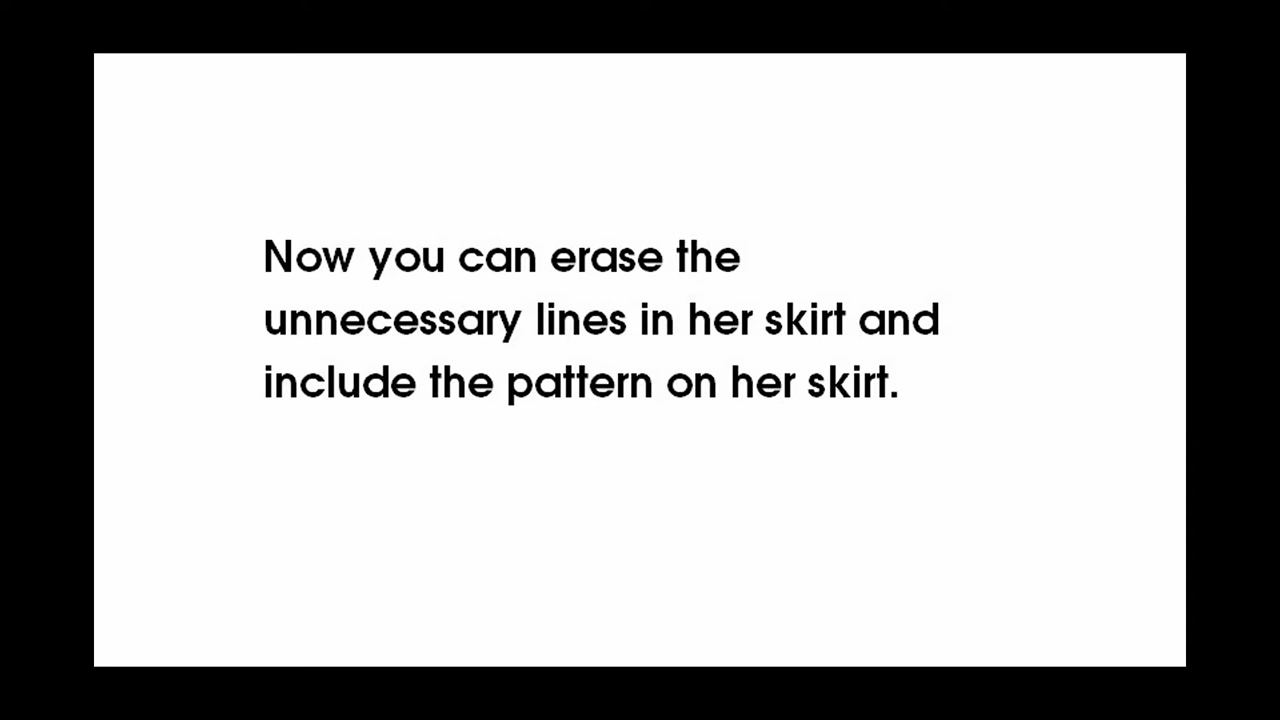 Now you can erase the
unnecessary lines in her skirt and
include the pattern on her skirt.